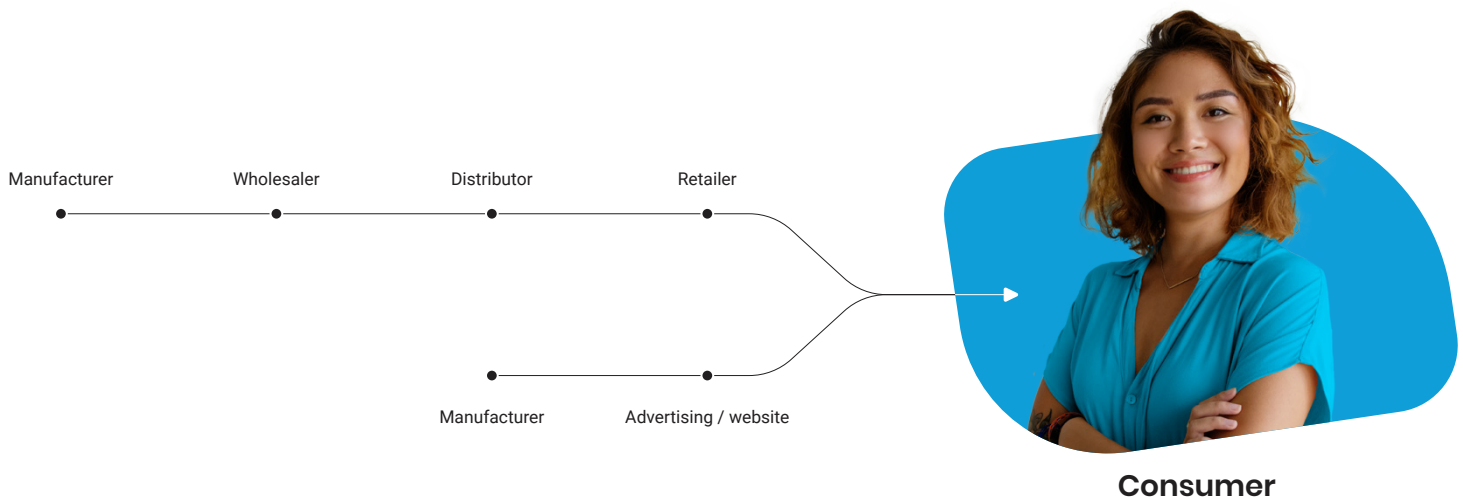 Manufacturer
Wholesaler
Distributor
Retailer
Manufacturer
Advertising / website
Consumer